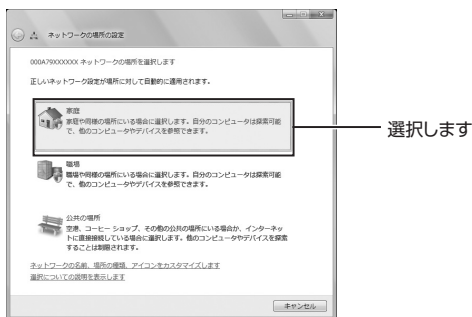 ネットワークの場所の設定
000A79XXXXXX ネットワークの場所を選択します
正しいネットワーク設定が場所に対して自動的に適用されます。
家庭
家庭や同様の場所にいる場合に選択します。自分のコンピュータは探索可能
で、他のコンピュータやデバイスを参照できます。
選択します
職場
職場や同様の場所にいる場合に選択します。自分のコンピュータは探索可能
で、他のコンピュータやデバイスを参照できます。
公共の場所
空港、コーヒー ショップ、その他の公共の場所にいる場合か、インターネッ
トに直接接続している場合に選択します。他のコンピュータやデバイスを探索
することは制限されます。
ネットワークの名前、場所の種類、アイコンをカスタマイズします
選択についての説明を表示します
キャンセル